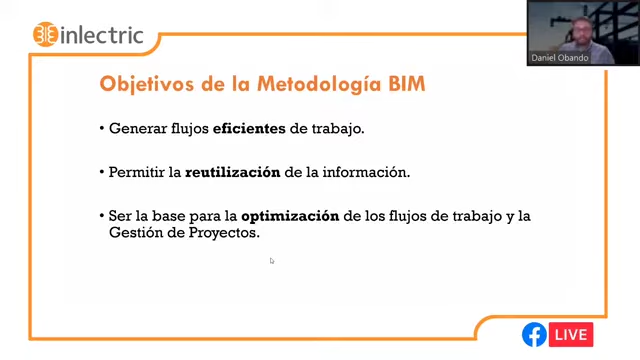 inlectric
Daniel Obando
Objetivos de la Metodología BIM
• Generar flujos eficientes de trabajo.
• Permitir la reutilización de la información.
• Ser la base para la optimización de los flujos de trabajo y la
Gestión de Proyectos.
LIVE